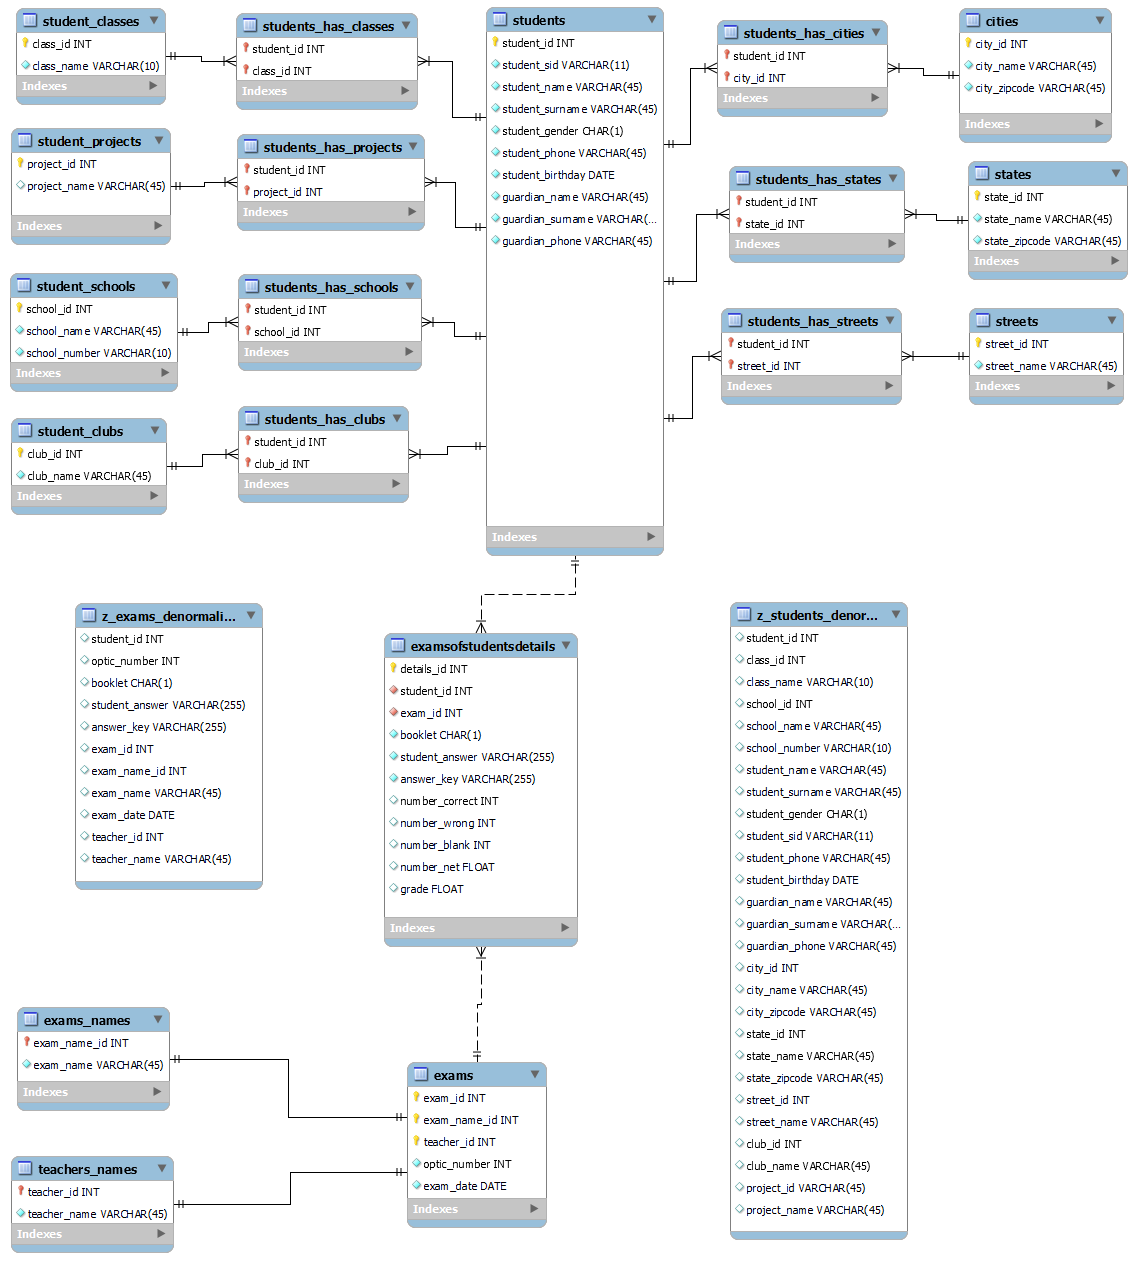 student_classes
class_id INT
class_name VARCHAR(10)
Indexes
students_has_classes
student_id INT
class_id INT
Indexes
students
student_id INT
student_sid VARCHAR(11)
student_name VARCHAR(45)
student_surname VARCHAR(45)
student_gender CHAR(1)
student_phone VARCHAR(45)
student_birthday DATE
guardian_name VARCHAR(45)
guardian_surname VARCHAR(...
guardian_phone VARCHAR(45)
Indexes
students_has_cities
student_id INT
city_id INT
Indexes
cities
city_id INT
city_name VARCHAR(45)
city_zipcode VARCHAR(45)
Indexes
student_projects
project_id INT
project_name VARCHAR(45)
Indexes
students_has_projects
student_id INT
project_id INT
Indexes
students_has_states
student_id INT
state_id INT
Indexes
states
state_id INT
state_name VARCHAR(45)
state_zipcode VARCHAR(45)
Indexes
student_schools
school_id INT
school_name VARCHAR(45)
school_number VARCHAR(10)
Indexes
students_has_schools
student_id INT
school_id INT
Indexes
students_has_streets
student_id INT
street_id INT
Indexes
streets
street_id INT
street_name VARCHAR(45)
Indexes
student_clubs
club_id INT
club_name VARCHAR(45)
Indexes
students_has_clubs
student_id INT
club_id INT
Indexes
z_exams_denormali...
student_id INT
optic_number INT
booklet CHAR(1)
student_answer VARCHAR(255)
answer_key VARCHAR(255)
exam_id INT
exam_name_id INT
exam_name VARCHAR(45)
exam_date DATE
teacher_id INT
teacher_name VARCHAR(45)
examsofstudentsdetails
details_id INT
student_id INT
exam_id INT
booklet CHAR(1)
student_answer VARCHAR(255)
answer_key VARCHAR(255)
number_correct INT
number_wrong INT
number_blank INT
number_net FLOAT
grade FLOAT
Indexes
z_students_denor...
student_id INT
class_id INT
class_name VARCHAR(10)
school_id INT
school_name VARCHAR(45)
school_number VARCHAR(10)
student_name VARCHAR(45)
student_surname VARCHAR(45)
student_gender CHAR(1)
student_sid VARCHAR(11)
student_phone VARCHAR(45)
student_birthday DATE
guardian_name VARCHAR(45)
guardian_surname VARCHAR(...
guardian_phone VARCHAR(45)
city_id INT
city_name VARCHAR(45)
city_zipcode VARCHAR(45)
state_id INT
state_name VARCHAR(45)
state_zipcode VARCHAR(45)
street_id INT
street_name VARCHAR(45)
club_id INT
club_name VARCHAR(45)
project_id VARCHAR(45)
project_name VARCHAR(45)
exams_names
exam_name_id INT
exam_name VARCHAR(45)
Indexes
exams
exam_id INT
exam_name_id INT
teacher_id INT
optic_number INT
exam_date DATE
Indexes
teachers_names
teacher_id INT
teacher_name VARCHAR(45)
Indexes